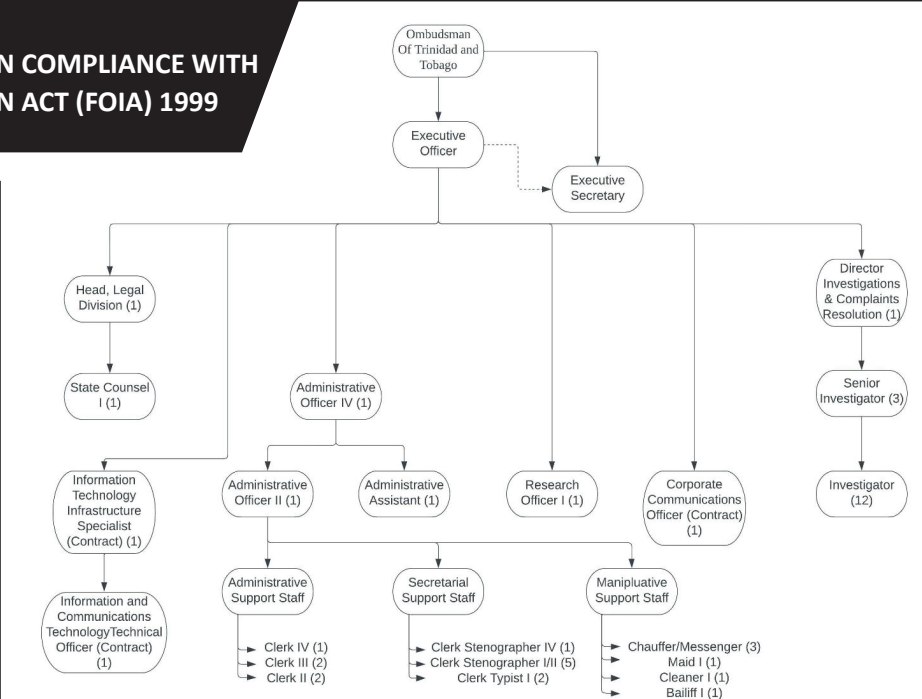 N COMPLIANCE WITH
N ACT (FOIA) 1999
Ombudsman
Of Trinidad and
Tobago
Executive
Officer
Executive
Secretary
Head, Legal
Division (1)
Director
Investigations
& Complaints
Resolution (1)
State Counsel
I (1)
Administrative
Officer IV (1)
Senior
Investigator (3)
Information
Technology
Infrastructure
Specialist
(Contract) (1)
Administrative
Officer II (1)
Administrative
Assistant (1)
Research
Officer I (1)
Corporate
Communications
Officer (Contract)
(1)
Investigator
(12)
Information and
Communications
TechnologyTechnical
Officer (Contract)
(1)
Administrative
Support Staff
Secretarial
Support Staff
Manipluative
Support Staff
Clerk IV (1)
Clerk III (2)
Clerk II (2)
Clerk Stenographer IV (1)
Clerk Stenographer I/II (5)
Clerk Typist I (2)
Chauffer/Messenger (3)
Maid I (1)
Cleaner I (1)
Bailiff I (1)